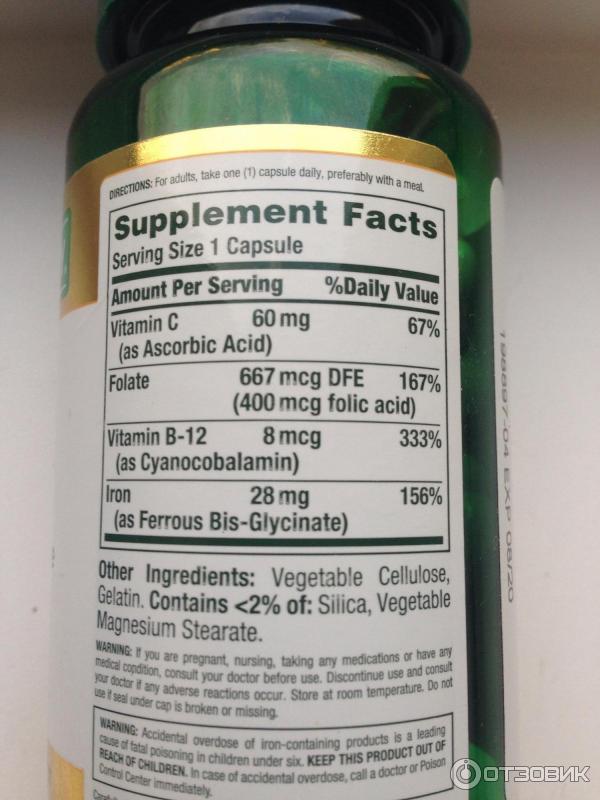 DIRECTIONS: For adults, take one (1) capsule daily, preferably with a meal.
Supplement Facts
Serving Size 1 Capsule
Amount Per Serving %Daily Value
Vitamin C 60 mg 67%
(as Ascorbic Acid)
Folate 667 mcg DFE 167%
(400 mcg folic acid)
Vitamin B-12 8 mcg 333%
(as Cyanocobalamin)
Iron 28 mg 156%
(as Ferrous Bis-Glycinate)
Other Ingredients: Vegetable Cellulose,
Gelatin. Contains <2% of: Silica, Vegetable
Magnesium Stearate.
WARNING: If you are pregnant, nursing, taking any medications or have any
medical condition, consult your doctor before use. Discontinue use and consult
your doctor if any adverse reactions occur. Store at room temperature. Do not
use if seal under cap is broken or missing.
WARNING: Accidental overdose of iron-containing products is a leading
cause of fatal poisoning in children under six. KEEP THIS PRODUCT OUT OF
REACH OF CHILDREN. In case of accidental overdose, call a doctor or Poison
Control Center immediately.
198897-04 EXP 08/20
ОТЗОВИК